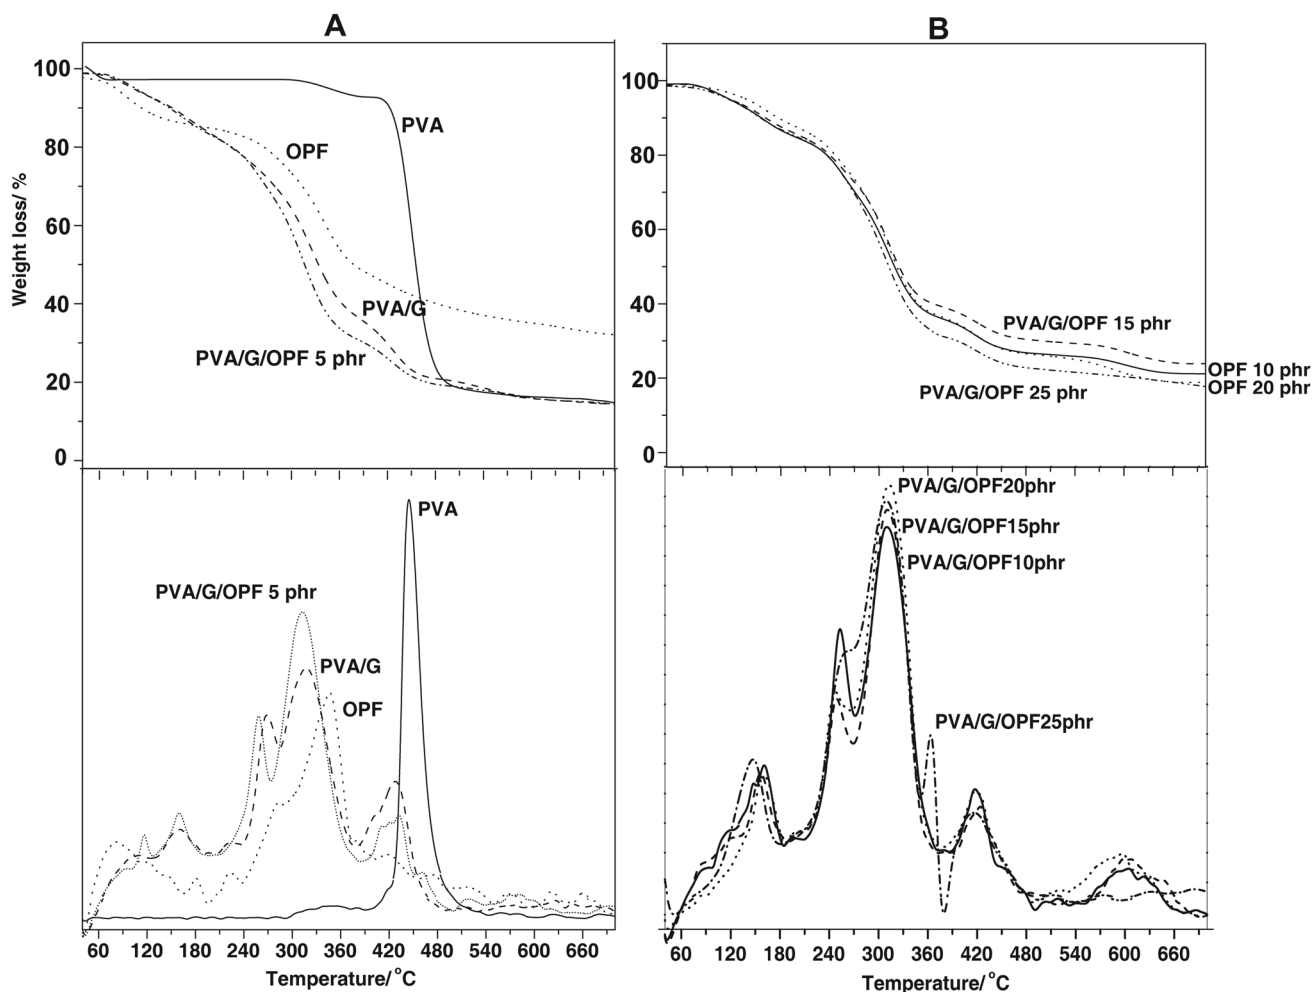 A
B
100
80
60
40
20
0
Weight loss/ %
PVA
OPF
PVA/G
PVA/G/OPF 5 phr
100
80
60
40
20
0
PVA/G/OPF 15 phr
OPF 10 phr
OPF 20 phr
PVA/G/OPF 25 phr
PVA
PVA/G/OPF 5 phr
PVA/G
OPF
60 120 180 240 300 360 420 480 540 600 660
Temperature/ °C
PVA/G/OPF20phr
PVA/G/OPF15phr
PVA/G/OPF10phr
PVA/G/OPF25phr
60 120 180 240 300 360 420 480 540 600 660
Temperature/ °C